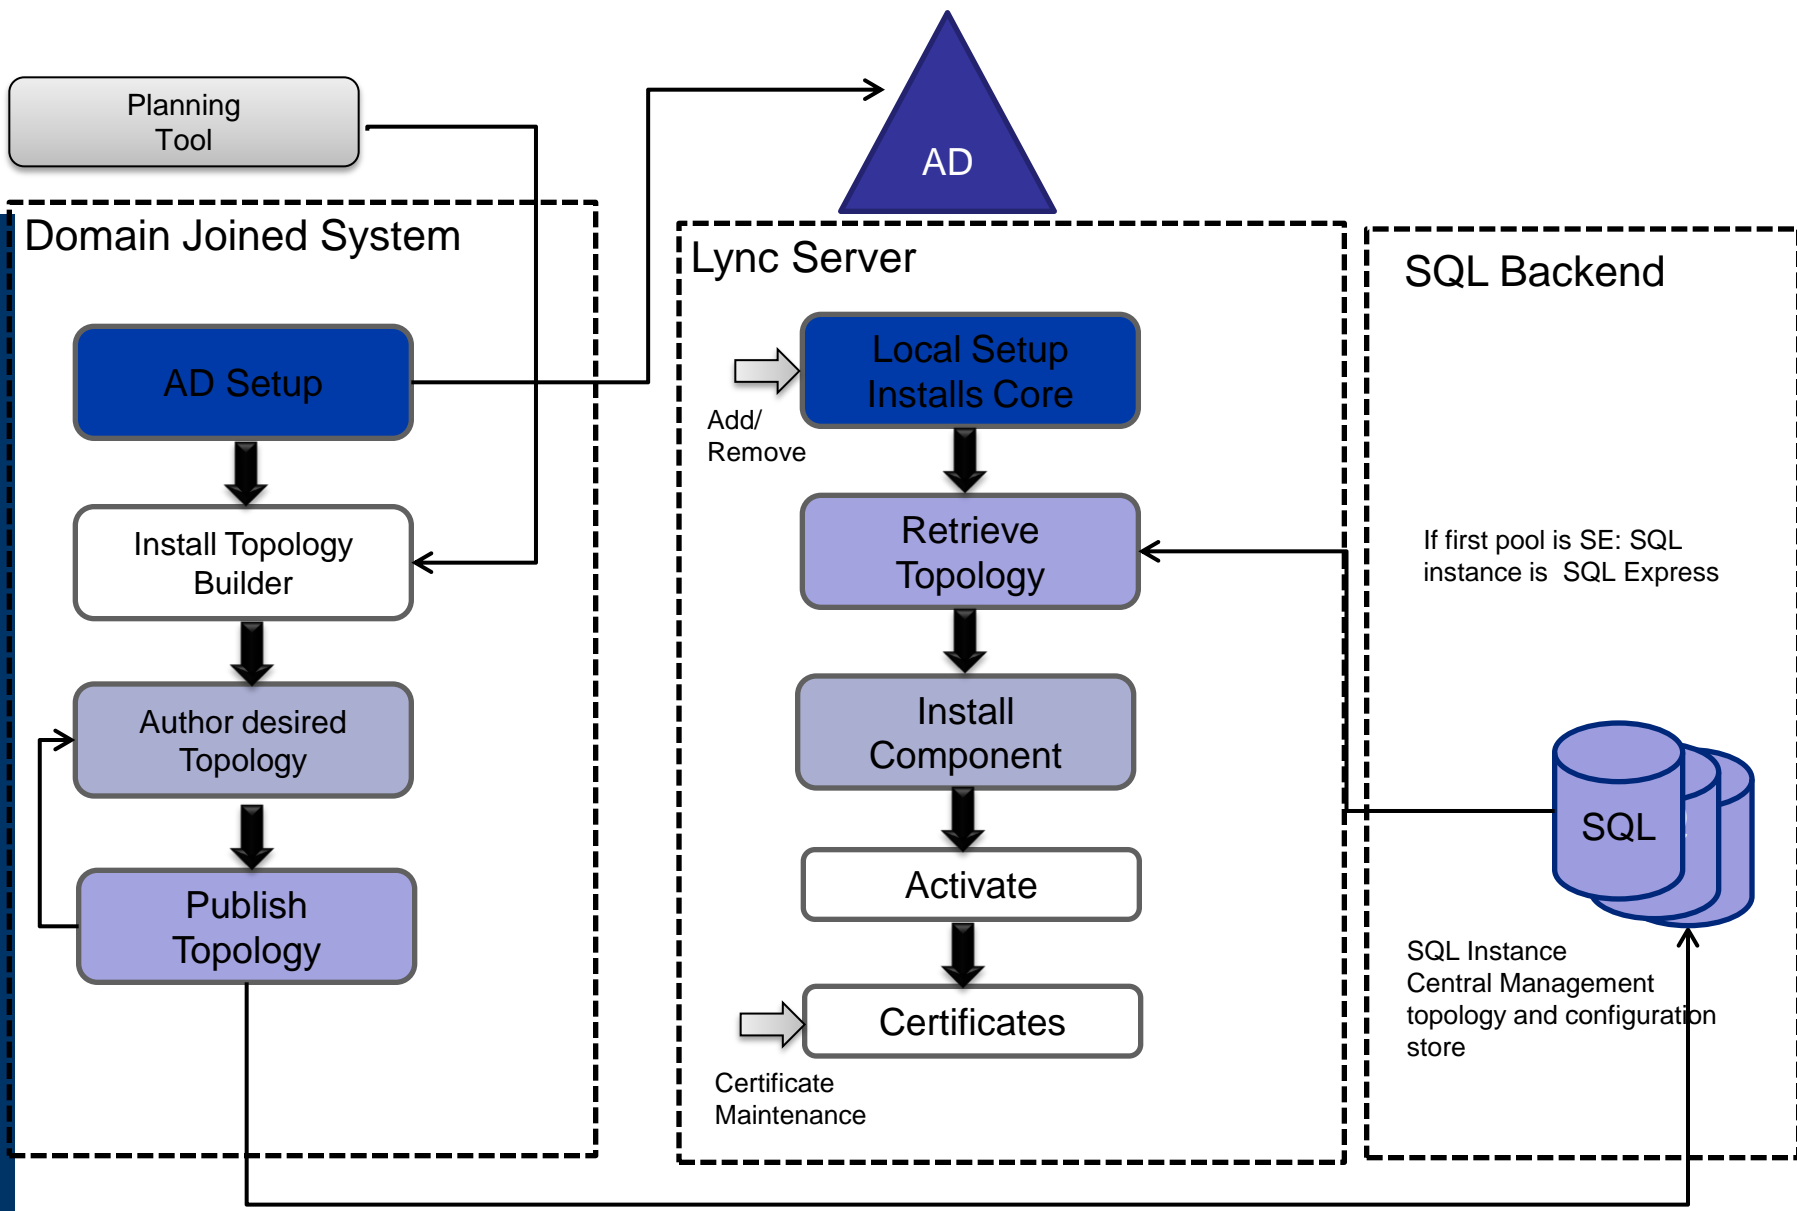 Planning
Tool
AD
Domain Joined System
AD Setup
Install Topology
Builder
Author desired
Topology
Publish
Topology
Lync Server
Local Setup
Installs Core
Add/
Remove
Retrieve
Topology
Install
Component
Activate
Certificates
Certificate
Maintenance
SQL Backend
If first pool is SE: SQL
instance is  SQL Express
SQL
SQL Instance
Central Management
topology and configuration
store